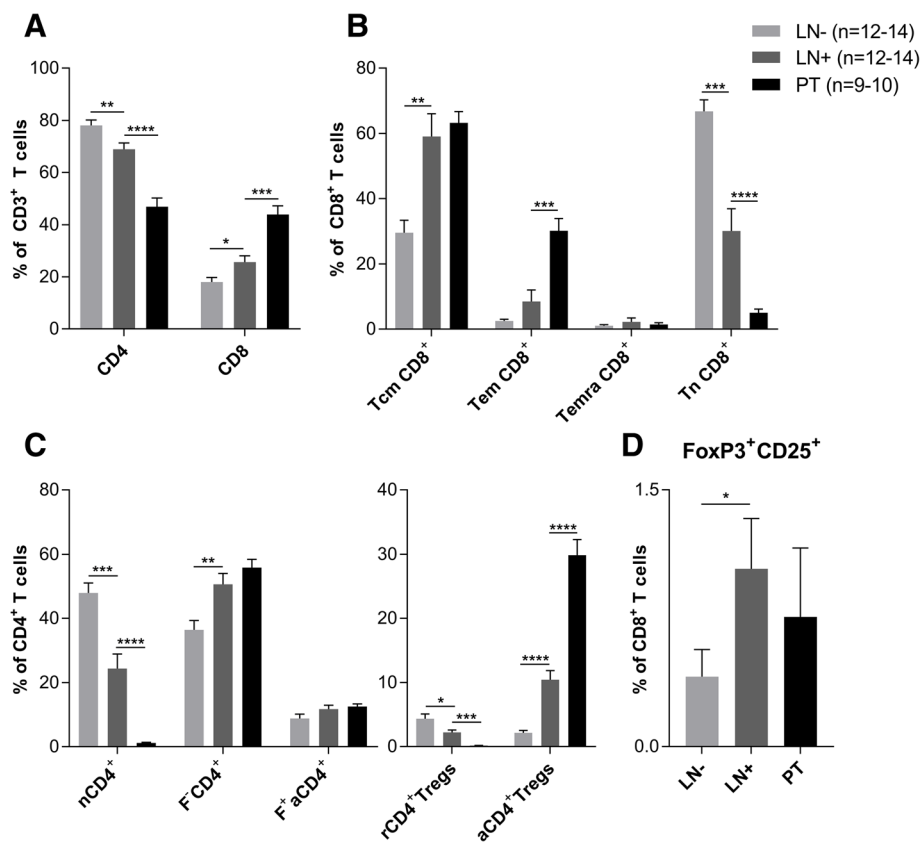 A
B
LN- (n=12-14)
LN+ (n=12-14)
PT (n=9-10)
% of CD3⁺ T cells
100
80
60
40
20
0
**
****
*
***
CD4
CD8
% of CD8⁺ T cells
80
60
40
20
0
**
***
***
****
Tcm CD8⁺
Tem CD8⁺
Temra CD8⁺
Tn CD8⁺
C
% of CD4⁺ T cells
80
60
40
20
0
***
****
**
nCD4⁺
F⁻CD4⁺
F⁺aCD4⁺
40
30
20
10
0
*
***
****
****
rCD4⁺Tregs
aCD4⁺Tregs
D
FoxP3⁺CD25⁺
% of CD8⁺ T cells
1.5
0.0
*
LN-
LN+
PT